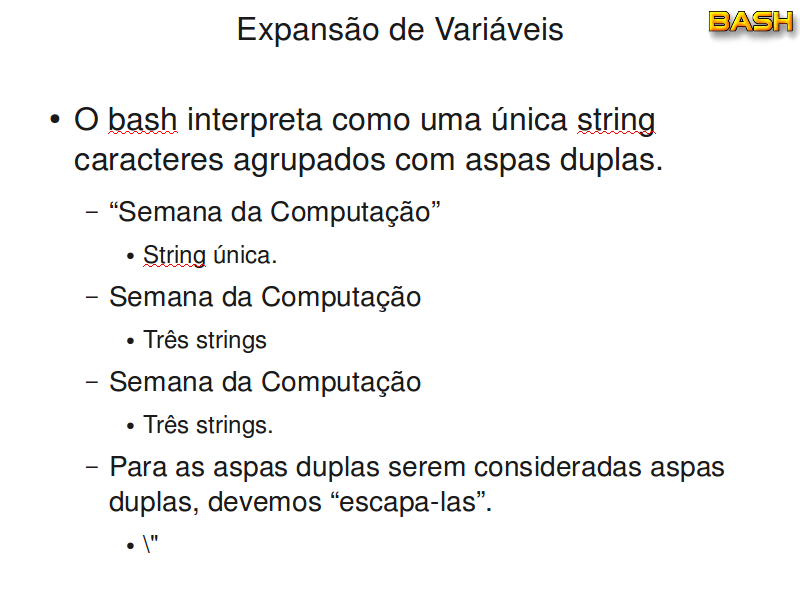 Expansão de Variáveis
BASH
• O bash interpreta como uma única string
caracteres agrupados com aspas duplas.
– “Semana da Computação”
• String única.
– Semana da Computação
• Três strings
– Semana da Computação
• Três strings.
– Para as aspas duplas serem consideradas aspas
duplas, devemos “escapa-las”.
• \"